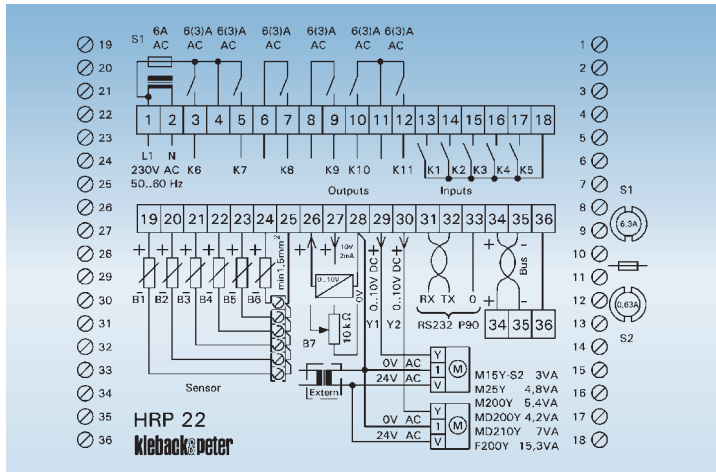 6A 6(3)A 6(3)A 6(3)A 6(3)A 6(3)A 6(3)A
S1 AC AC AC AC AC AC AC
19
20
21
22
23
24
25
26
27
28
29
30
31
32
33
34
35
36
1
2
3
4
5
6
7
8
9
10
11
12
13
14
15
16
17
18
1 2 3 4 5 6 7 8 9 10 11 12 13 14 15 16 17 18
L1 N K6 K7 K8 K9 K10 K11 K1 K2 K3 K4 K5
230V AC
50..60 Hz
Outputs Inputs
S1
6,3A
0,63A
S2
19 20 21 22 23 24 25 26 27 28 29 30 31 32 33 34 35 36
+ + + + + + + + + + + -
min1,5mm²
10V
2mA
0..10V
0V
0..10V DC
0..10V DC
Bus
B1 B2 B3 B4 B5 B6
B7
10 kΩ
Y1 Y2
RX TX 0
RS232 P90
+ -
34 35 36
Sensor
Extern
0V AC
24V AC
Y
1
V
M
0V AC
24V AC
Y
1
V
M
M15Y-S2 3VA
M25Y 4,8VA
M200Y 5,4VA
MD200Y 4,2VA
MD210Y 7VA
F200Y 15,3VA
HRP 22
kieback&peter